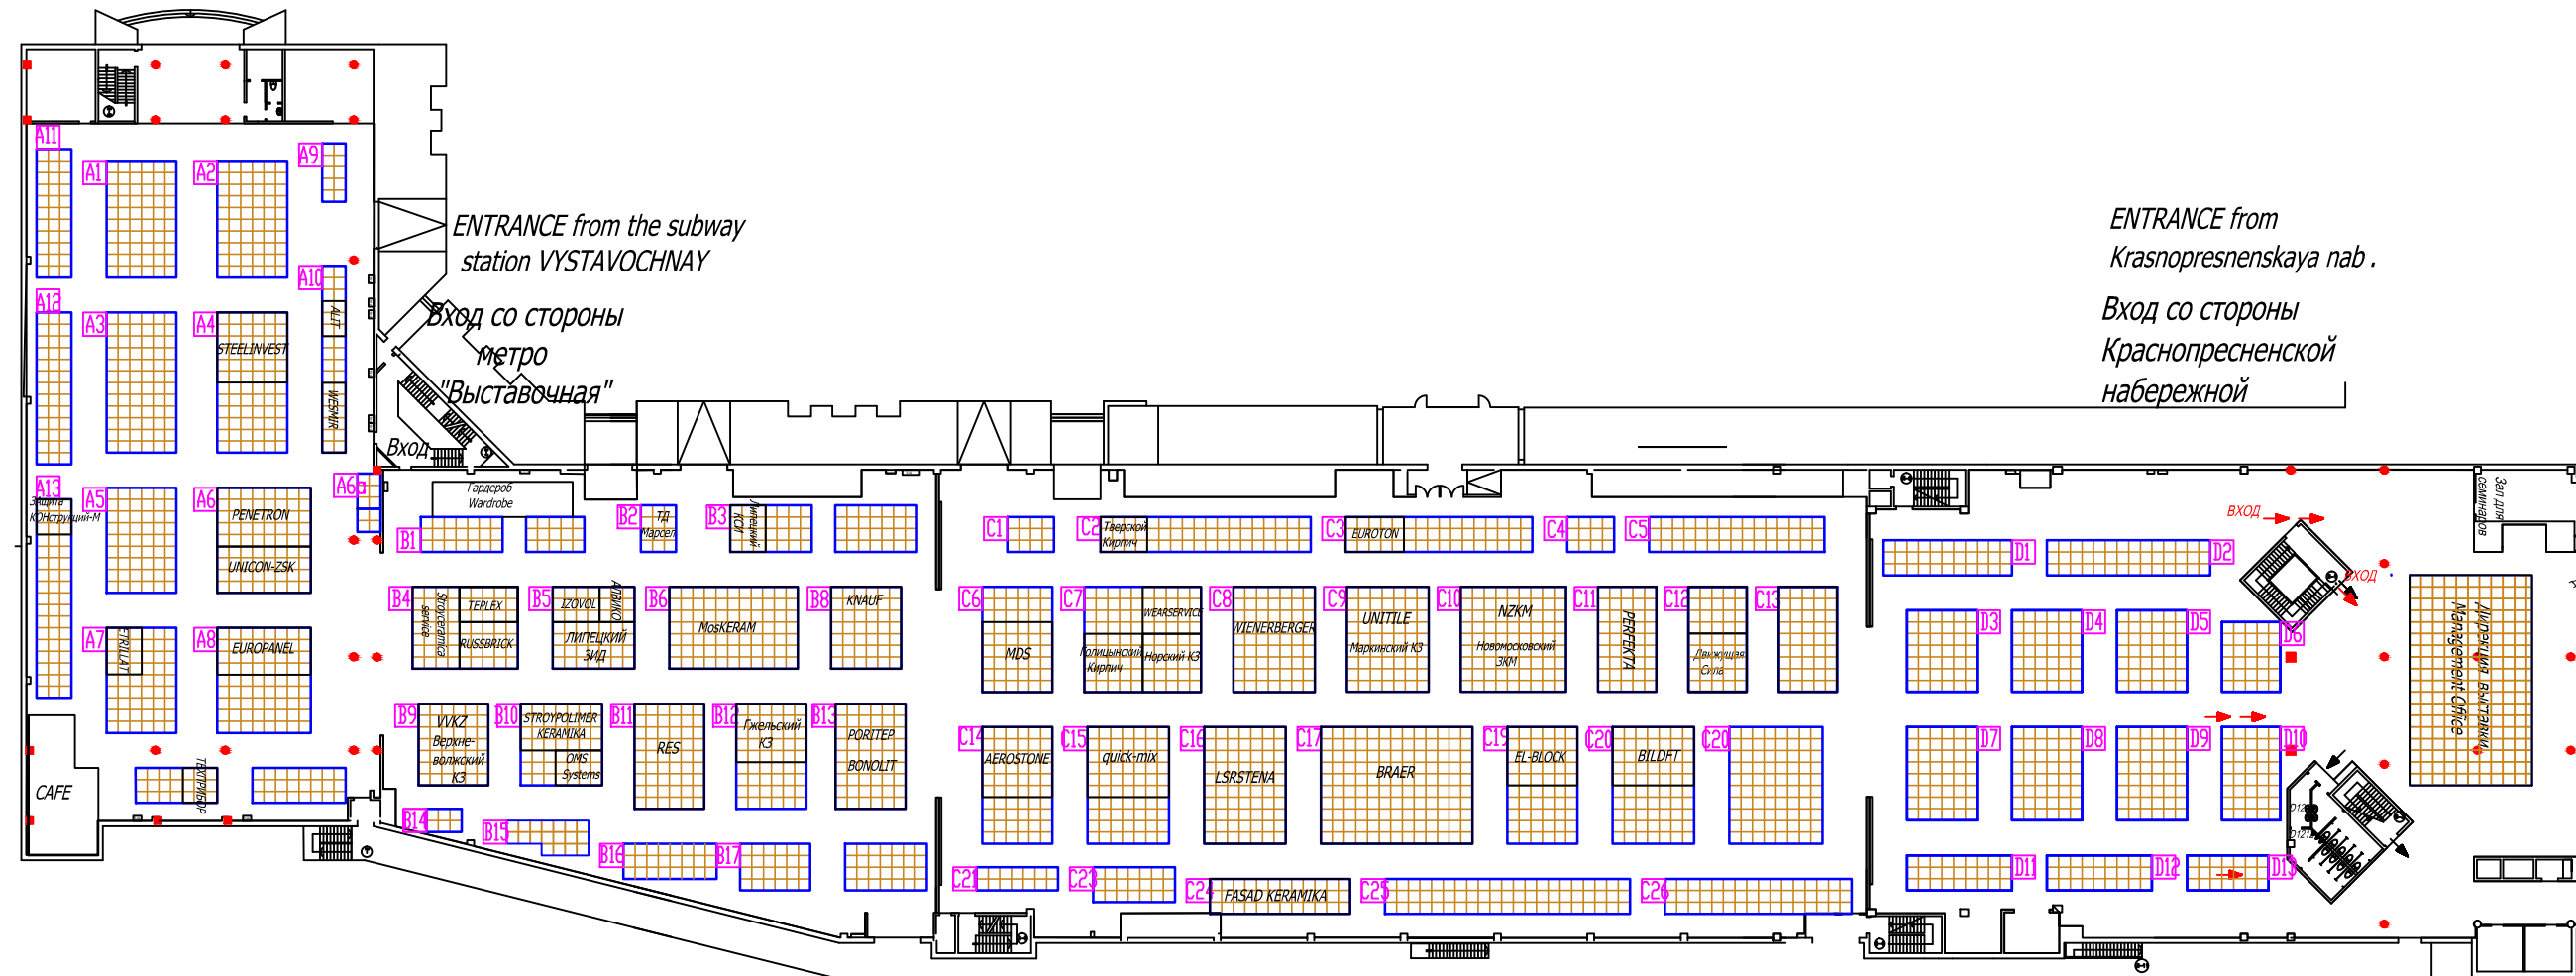 A11
A1
A2
A9
ENTRANCE from the subway
station VYSTAVOCHNAY
Вход со стороны
метро
"Выставочная"
Вход
ENTRANCE from
Krasnopresnenskaya nab .
Вход со стороны
Краснопресненской
набережной
A10
ALIT
WESMIR
A12
A3
A4
STEELINVEST
A13
ЗАщита
КОНструкций-М
A5
A6
PENETRON
UNICON-ZSK
A7
A8
EUROPANEL
ТЕХПРИБОР
CAFE
Гардероб
Wardrobe
B1
B2
ТД
Марсел
B3
Липецкий
КСИ
B4
Stroyceramica
service
TEPLEX
RUSSBRICK
B5
IZOVOL
ЛИПЕЦКИЙ
ЗИД
B6
MosKERAM
B8
KNAUF
B9
VVKZ
Верхне-
волжский
КЗ
B10
STROYPOLIMER
KERAMIKA
OMS
Systems
B11
RES
B12
Гжельский
КЗ
B13
PORITEP
BONOLIT
B14
B15
B16
B17
C1
C2
Тверской
Кирпич
C3
EUROTON
C4
C5
C6
MDS
C7
WEARSERVICE
Голицынский
Кирпич
Норский КЗ
C8
WIENERBERGER
C9
UNITILE
Маркинский КЗ
C10
NZKM
Новомосковский
ЗКМ
C11
PERFEKTA
C12
Движущая
Сила
C13
C14
AEROSTONE
C15
quick-mix
C16
LSRSTENA
C17
BRAER
C19
EL-BLOCK
C20
BILDFT
C20
C21
C23
C24
FASAD KERAMIKA
C25
C26
D1
D2
ВХОД
ВХОД
Зал для
семинаров
D3
D4
D5
D6
D7
D8
D9
D10
D11
D12
D13
Дирекция выставки
Management Office